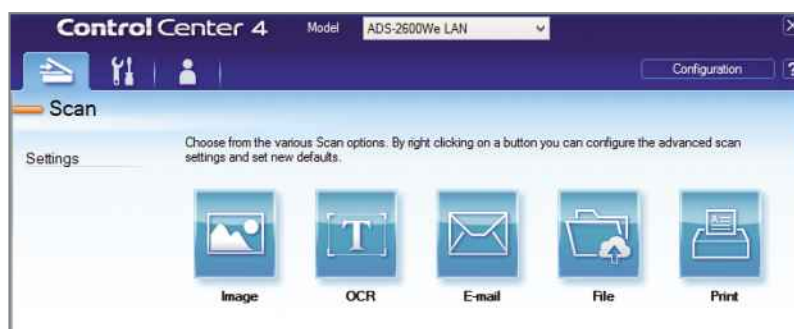 Control Center 4 Model ADS-2600We LAN
Configuration ?
Scan
Settings
Choose from the various Scan options. By right clicking on a button you can configure the advanced scan
settings and set new defaults.
T
Image OCR E-mail File Print